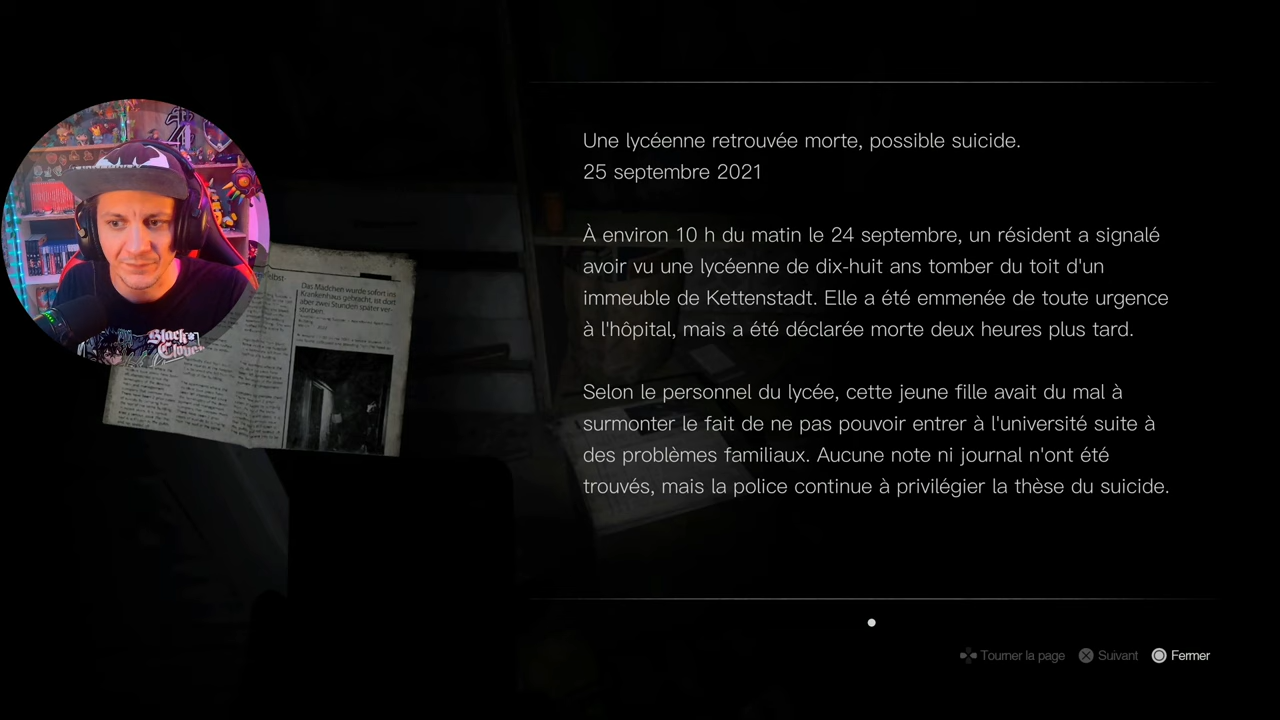 Une lycéenne retrouvée morte, possible suicide.
25 septembre 2021
À environ 10 h du matin le 24 septembre, un résident a signalé
avoir vu une lycéenne de dix-huit ans tomber du toit d'un
immeuble de Kettenstadt. Elle a été emmenée de toute urgence
à l'hôpital, mais a été déclarée morte deux heures plus tard.
Selon le personnel du lycée, cette jeune fille avait du mal à
surmonter le fait de ne pas pouvoir entrer à l'université suite à
des problèmes familiaux. Aucune note ni journal n'ont été
trouvés, mais la police continue à privilégier la thèse du suicide.
Das Mädchen wurde sofort ins
Krankenhaus gebracht, ist dort
aber zwei Stunden später ver-
storben.
Black
Clover
Tourner la page
Suivant
Fermer